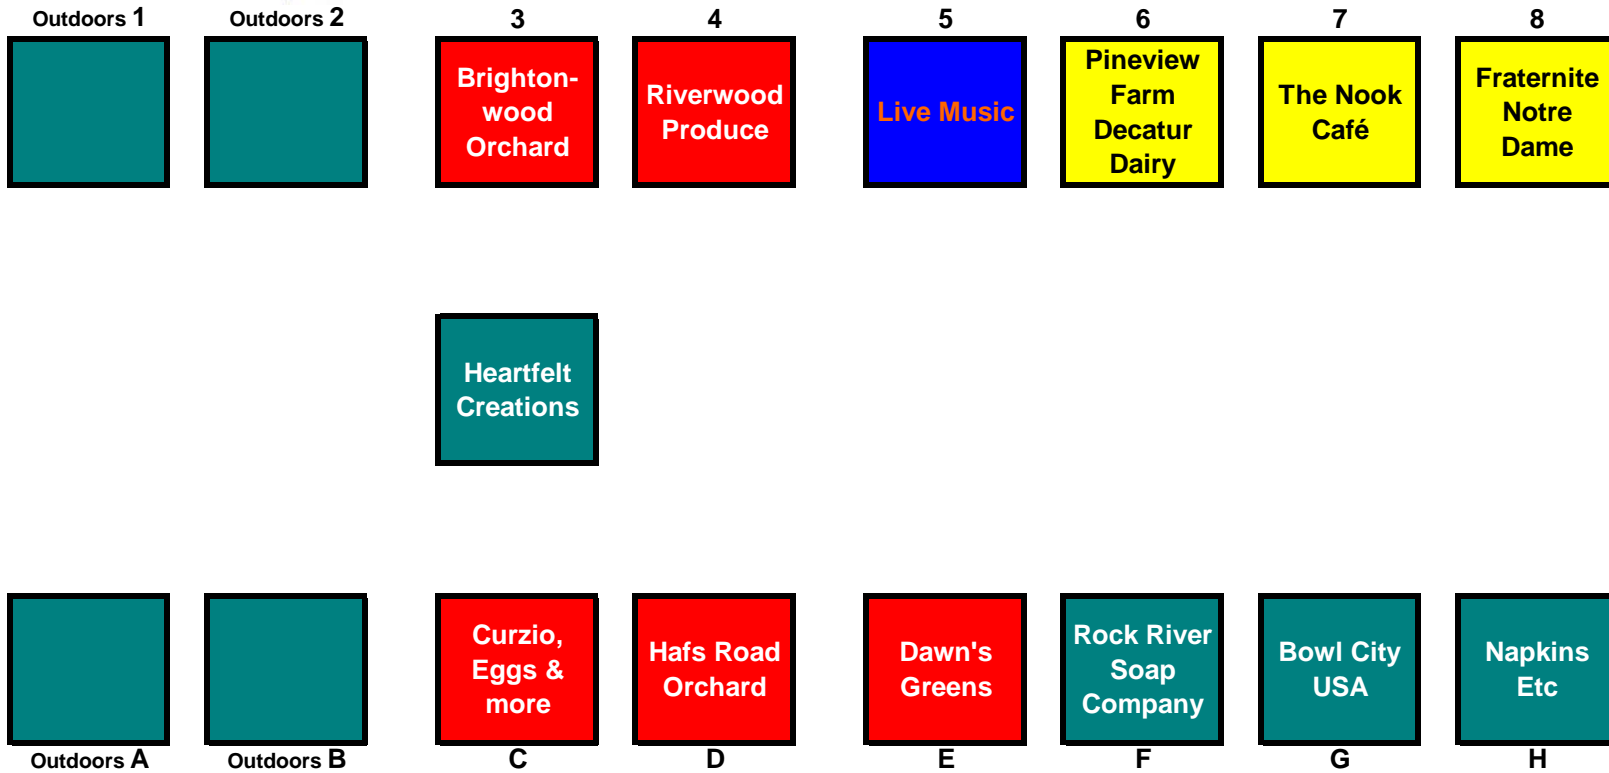 Outdoors 1
Outdoors 2
3
4
5
6
7
8
Brighton-
wood
Orchard
Riverwood
Produce
Live Music
Pineview
Farm
Decatur
Dairy
The Nook
Café
Fraternite
Notre
Dame
Heartfelt
Creations
Curzio,
Eggs &
more
Hafs Road
Orchard
Dawn's
Greens
Rock River
Soap
Company
Bowl City
USA
Napkins
Etc
Outdoors A
Outdoors B
C
D
E
F
G
H